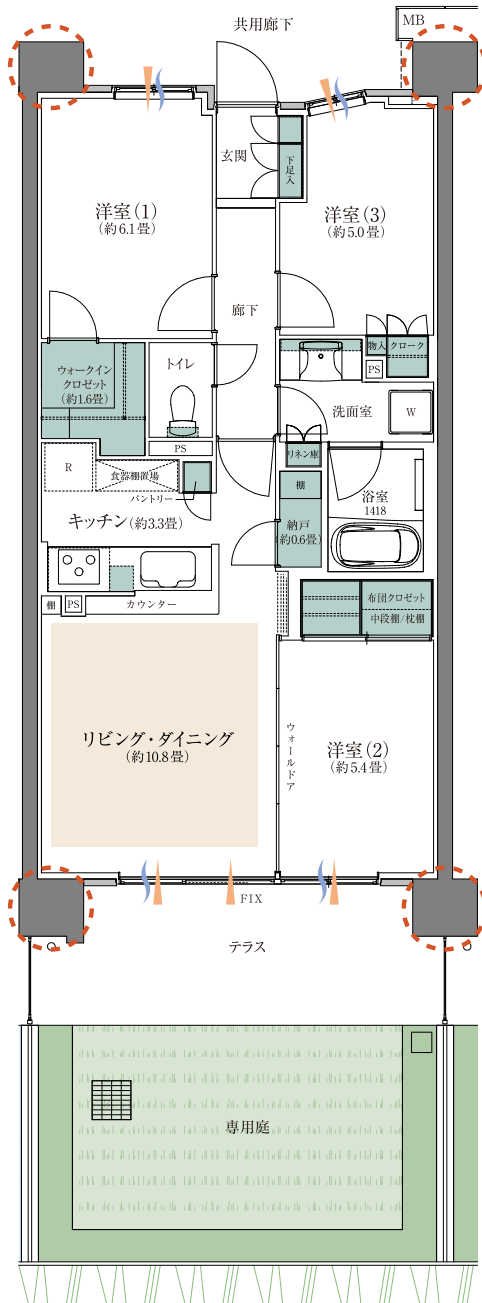 共用廊下
MB
玄関
下足入
洋室(1)
(約6.1畳)
洋室(3)
(約5.0畳)
廊下
物入
クローク
PS
トイレ
ウォークイン
クロゼット
(約1.6畳)
洗面室
W
PS
リネン庫
R
食器棚置場
パントリー
棚
浴室
1418
キッチン(約3.3畳)
納戸
(約0.6畳)
棚
PS
カウンター
布団クロゼット
中段棚/枕棚
リビング・ダイニング
(約10.8畳)
ウォールドア
洋室(2)
(約5.4畳)
FIX
テラス
専用庭